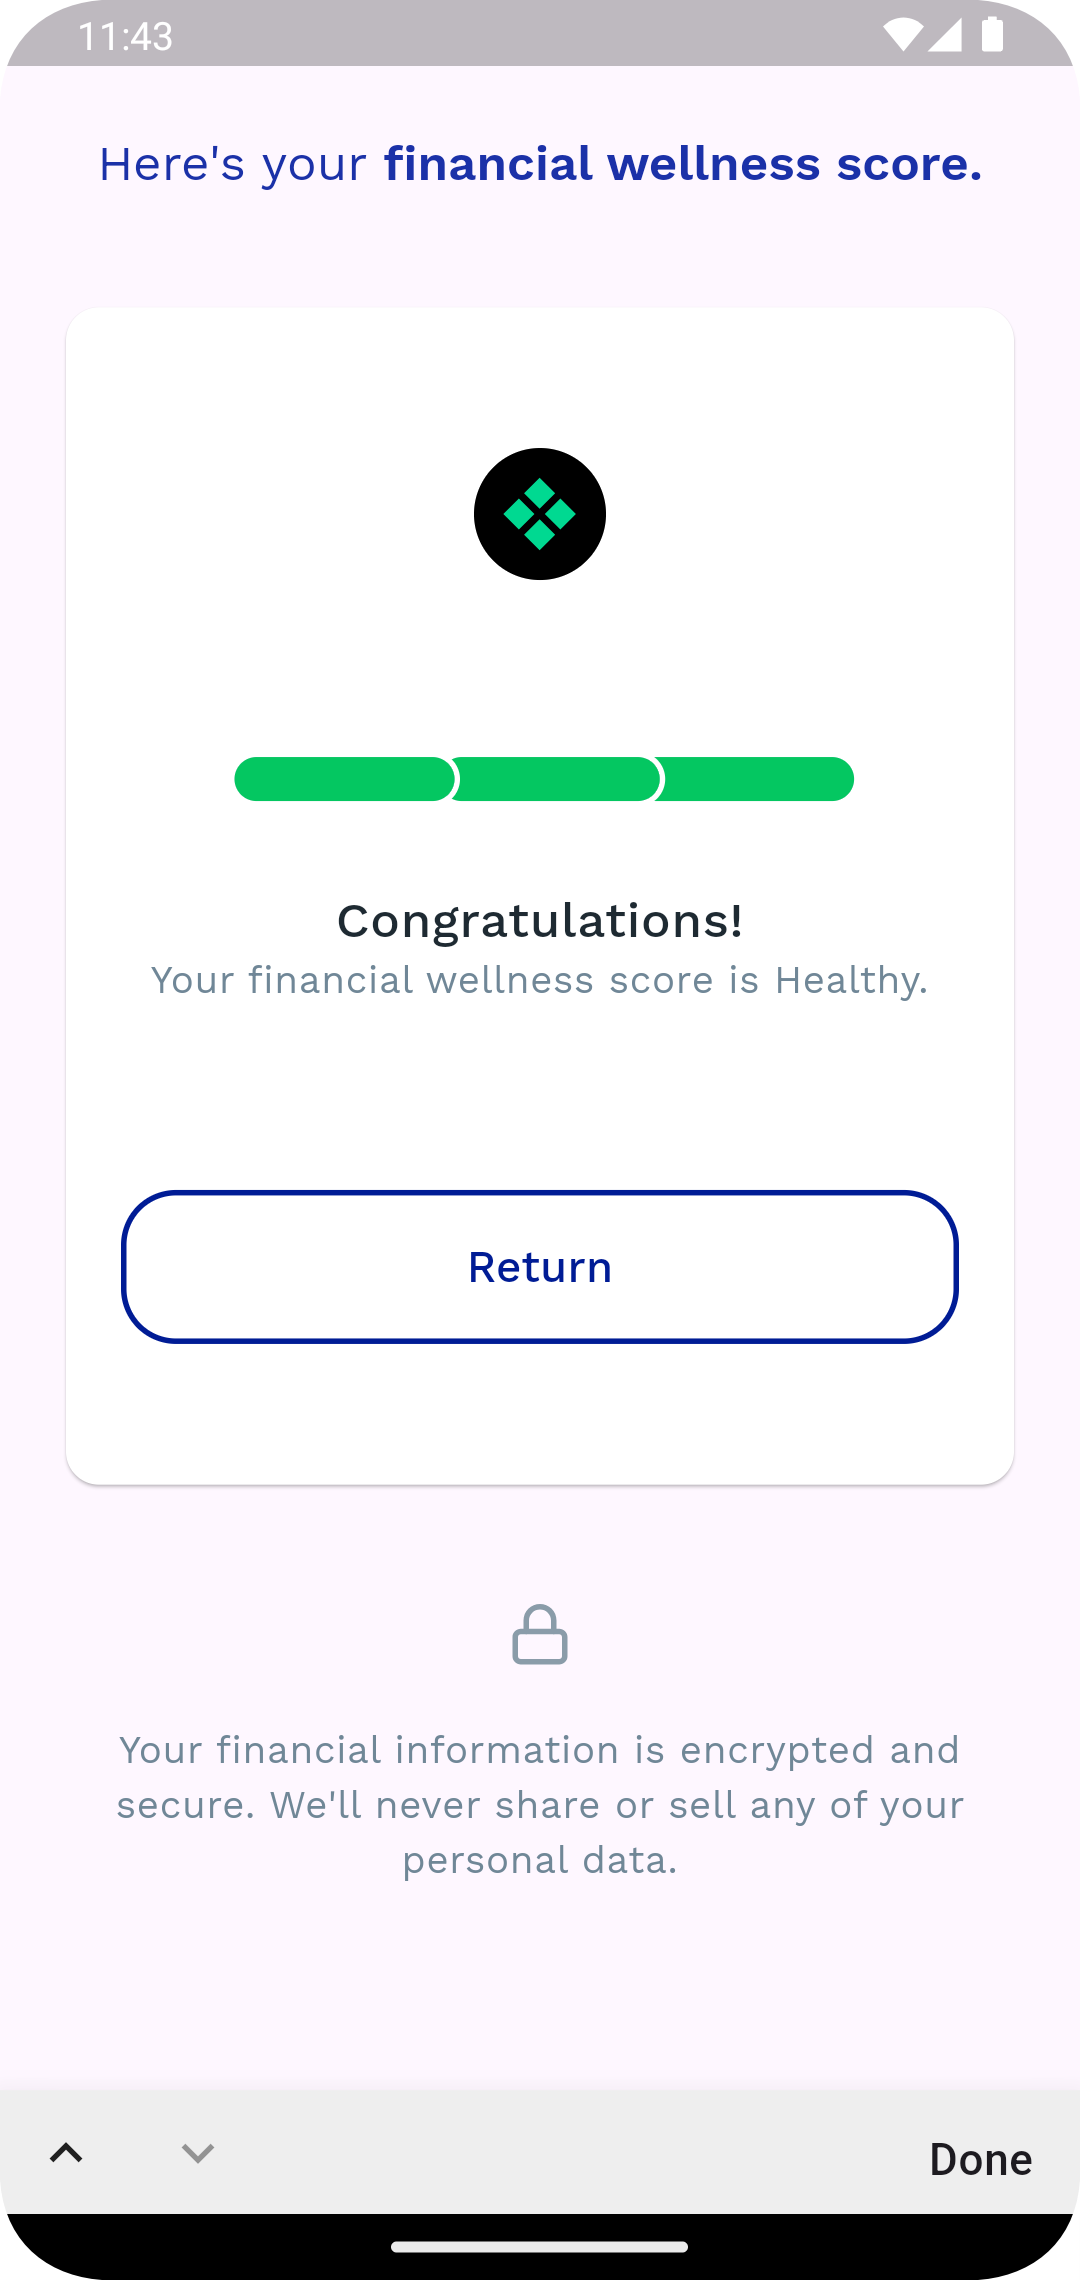 11:43
Here's your financial wellness score.
Congratulations!
Your financial wellness score is Healthy.
Return
Your financial information is encrypted and
secure. We'll never share or sell any of your
personal data.
Done